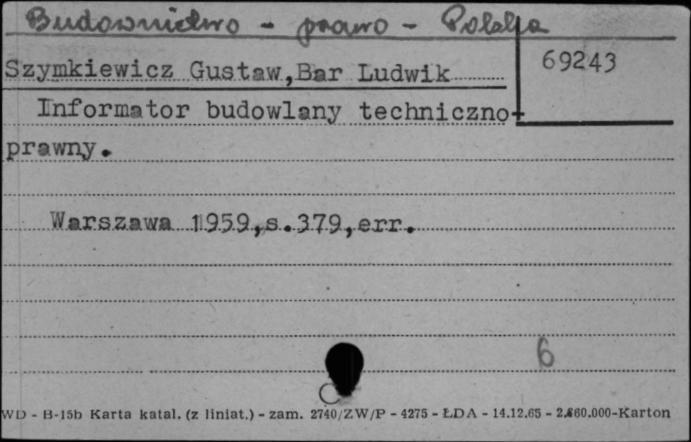 Budownictwo - prawo - Polska
69243
Szymkiewicz Gustaw,Bar Ludwik
Informator budowlany techniczno-
prawny.
Warszawa 1959,s.379,err.
6
WD - B-15b Karta katal. (z liniat.) - zam. 2740/ZW/P - 4275 - ŁDA - 14.12.65 - 2.860.000-Karton